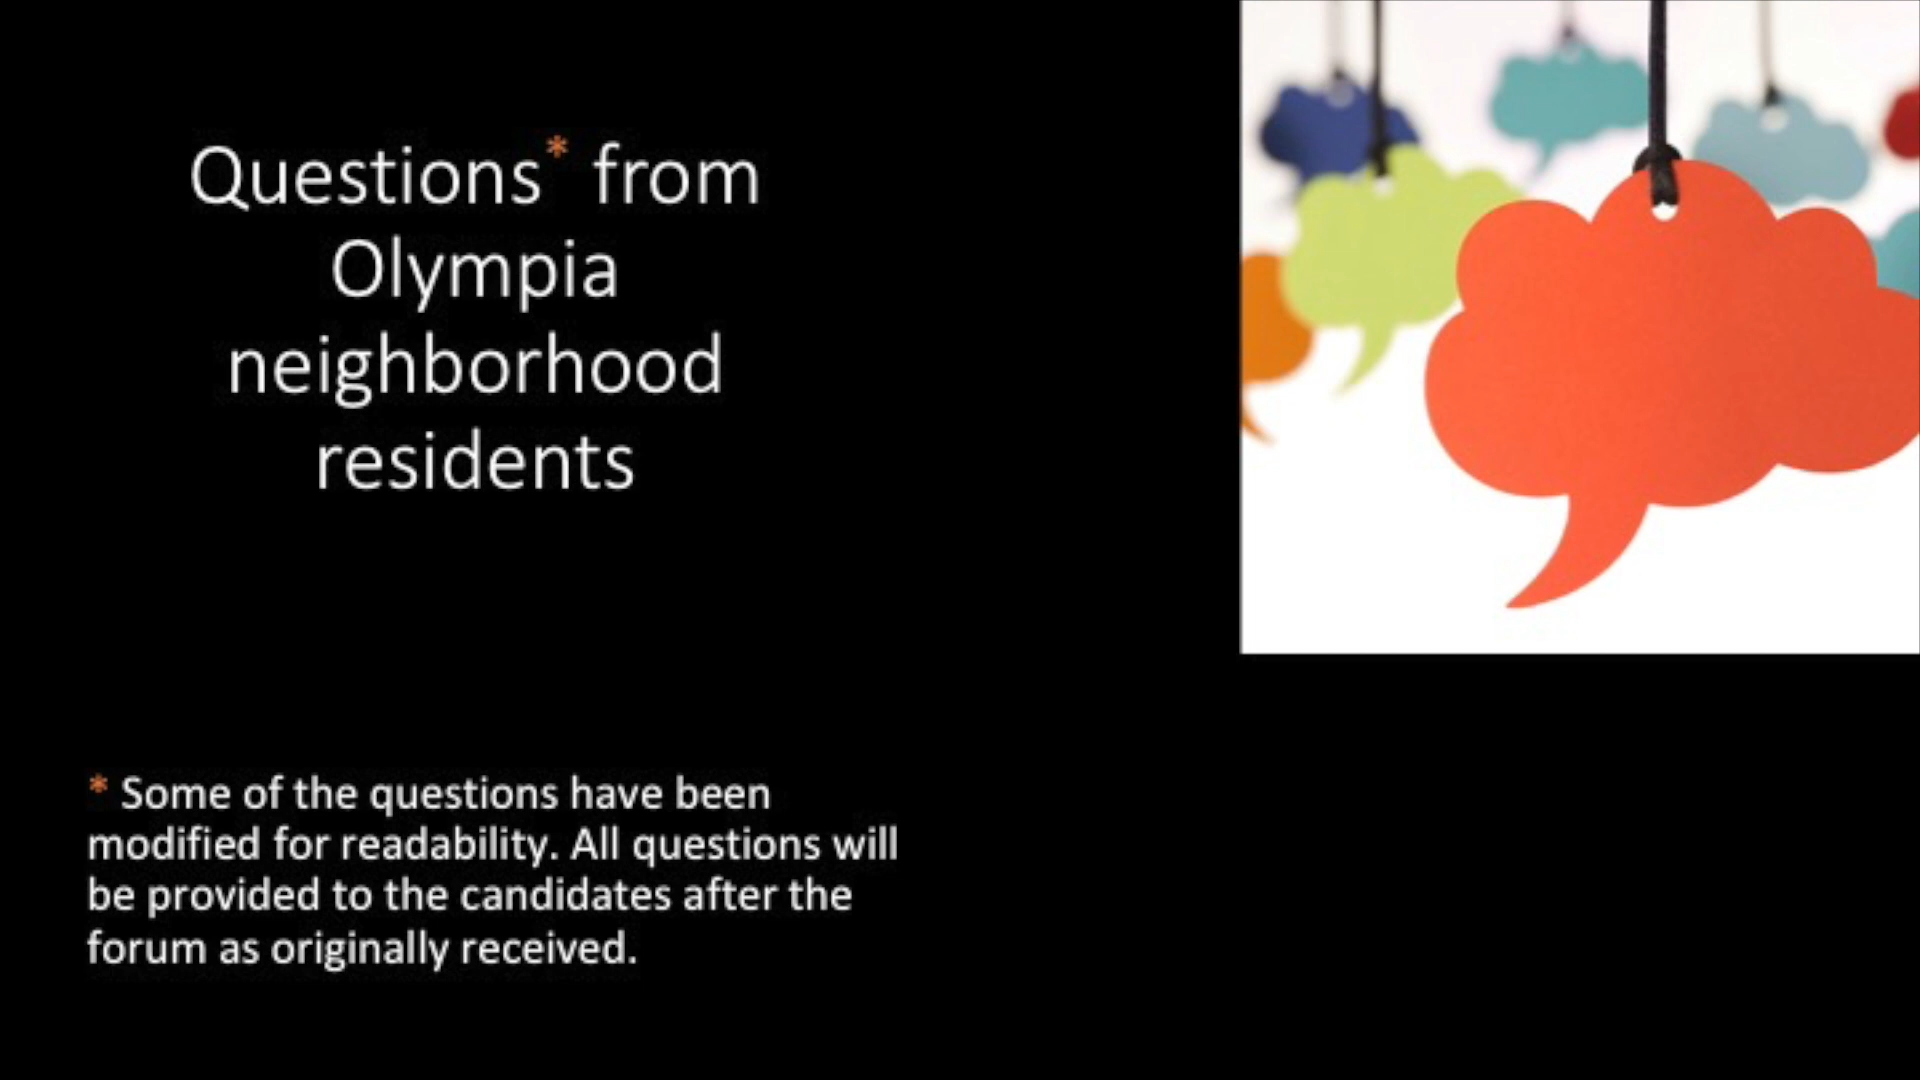 Questions* from
Olympia
neighborhood
residents
* Some of the questions have been
modified for readability. All questions will
be provided to the candidates after the
forum as originally received.